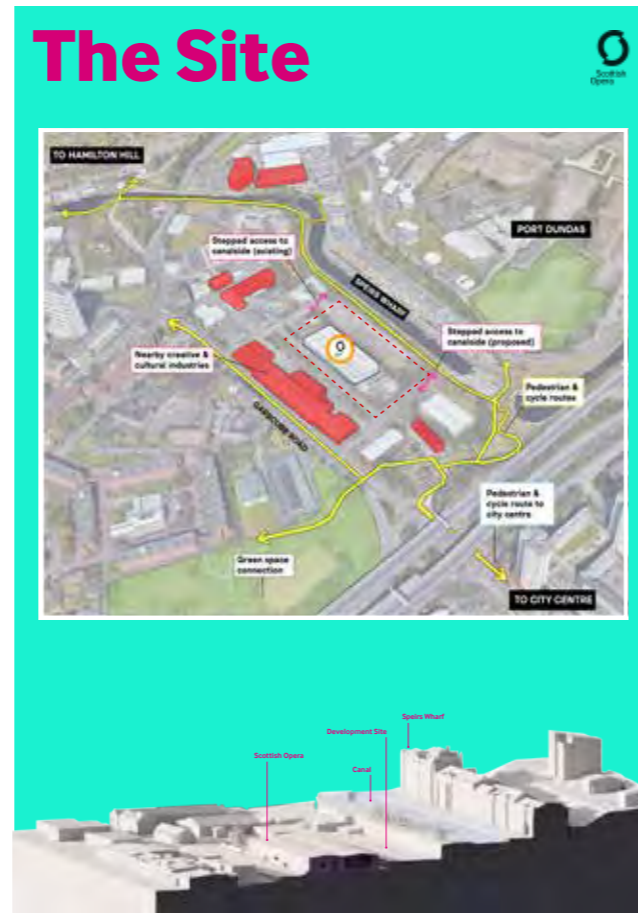 The Site
Scottish
Opera
TO HAMILTON HILL
PORT DUNDAS
Stepped access to
canalside (existing)
SPEIRS WHARF
Stepped access to
canalside (proposed)
Nearby creative &
cultural industries
GARSCUBE ROAD
Pedestrian &
cycle routes
Pedestrian &
cycle route to
city centre
Green space
connection
TO CITY CENTRE
Speirs Wharf
Development Site
Scottish Opera
Canal